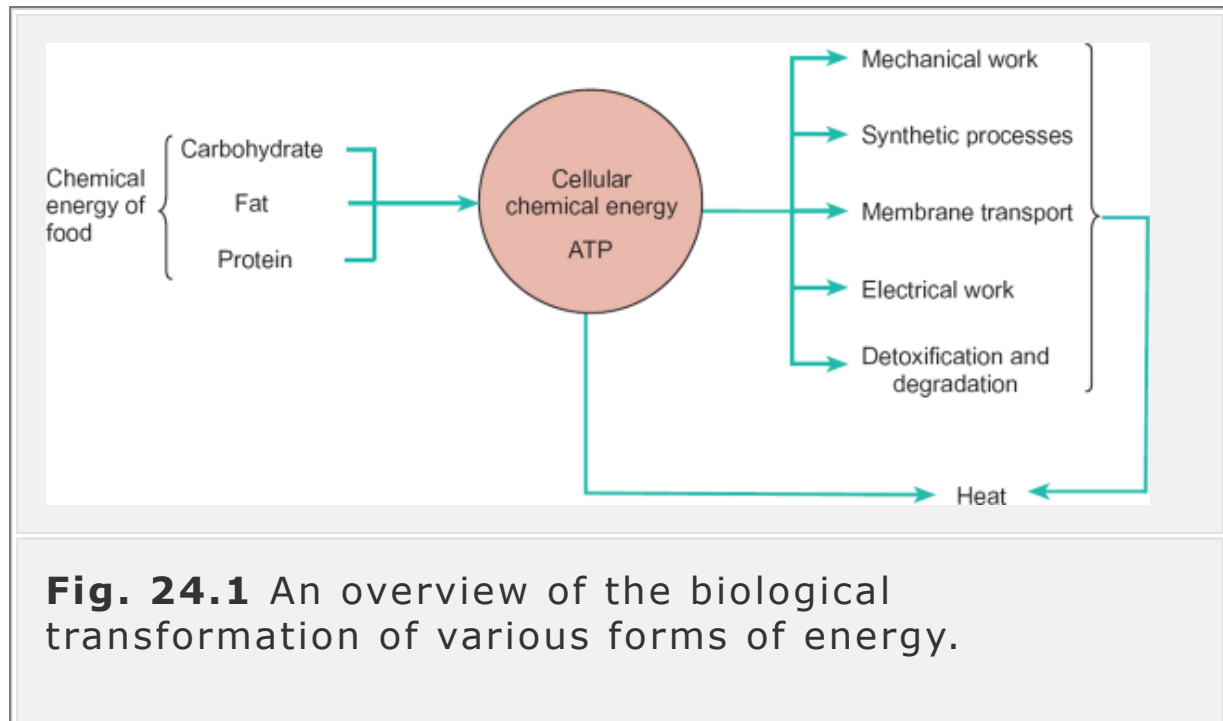 Chemical
energy of
food
Carbohydrate
Fat
Protein
Cellular
chemical energy
ATP
Mechanical work
Synthetic processes
Membrane transport
Electrical work
Detoxification and
degradation
Heat
Fig. 24.1 An overview of the biological
transformation of various forms of energy.